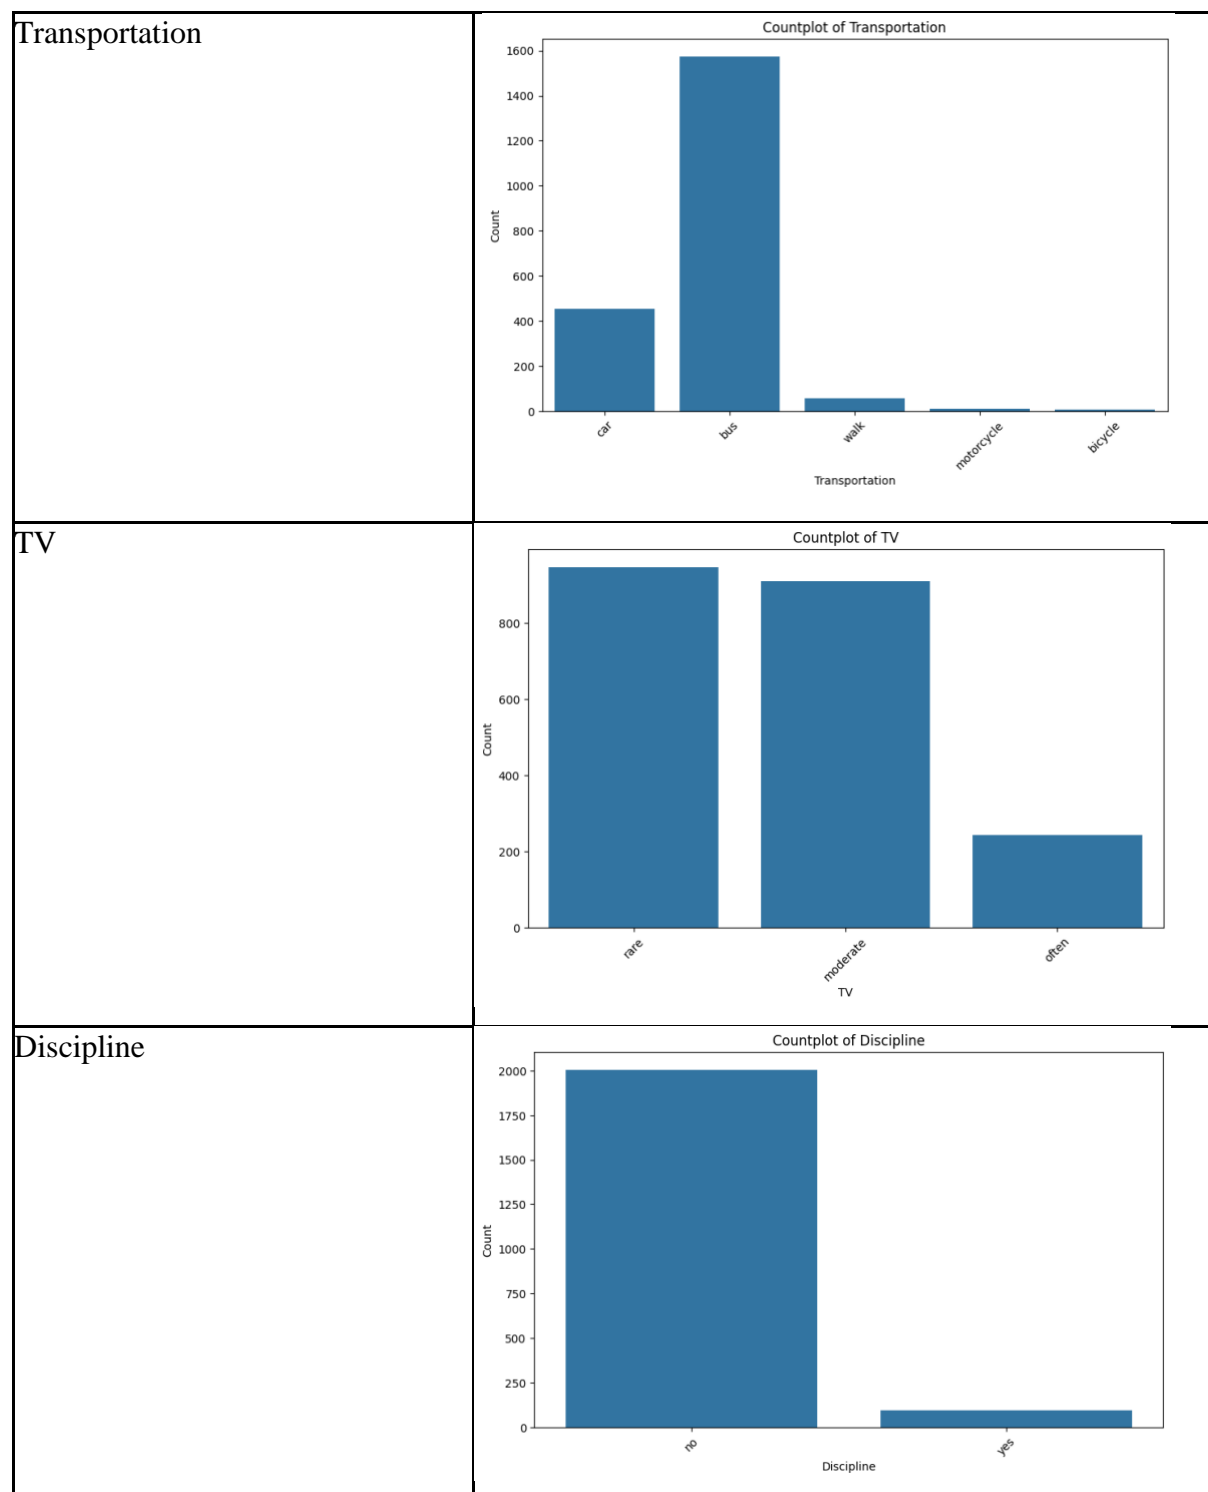 Transportation
Countplot of Transportation
1600
1400
1200
1000
800
600
400
200
0
Count
car
bus
walk
motorcycle
bicycle
Transportation
TV
Countplot of TV
800
600
400
200
0
Count
rare
moderate
often
TV
Discipline
Countplot of Discipline
2000
1750
1500
1250
1000
750
500
250
0
Count
no
yes
Discipline